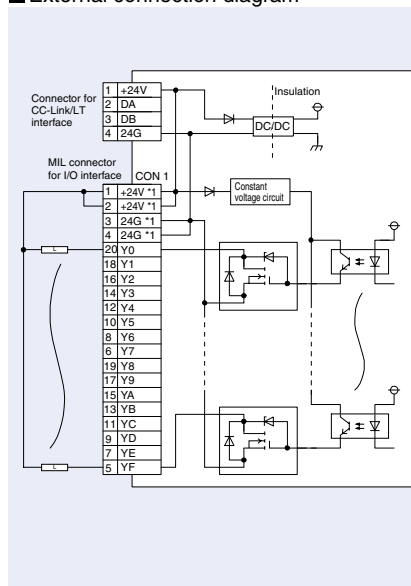 External connection diagram
Connector for
CC-Link/LT
interface
1 +24V
2 DA
3 DB
4 24G
Insulation
DC/DC
MIL connector
for I/O interface
CON 1
1 +24V *1
2 +24V *1
3 24G *1
4 24G *1
20 Y0
18 Y1
16 Y2
14 Y3
12 Y4
10 Y5
8 Y6
6 Y7
19 Y8
17 Y9
15 YA
13 YB
11 YC
9 YD
7 YE
5 YF
Constant
voltage circuit
L
L